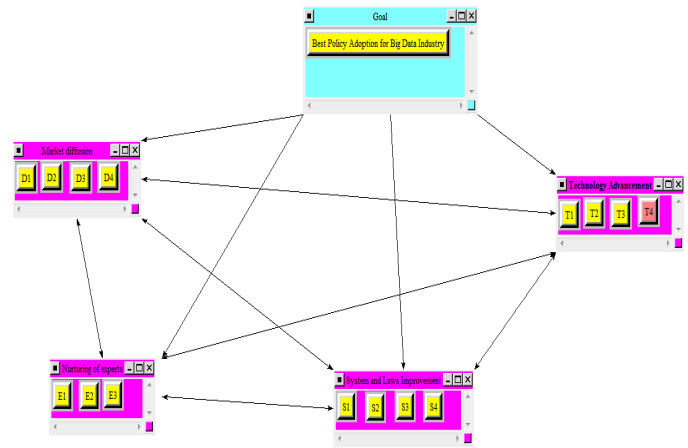 Goal
Best Policy Adoption for Big Data Industry
Market diffusion
D1 D2 D3 D4
Technology Advancement
T1 T2 T3 T4
Nurturing of experts
E1 E2 E3
System and Laws Improvement
S1 S2 S3 S4